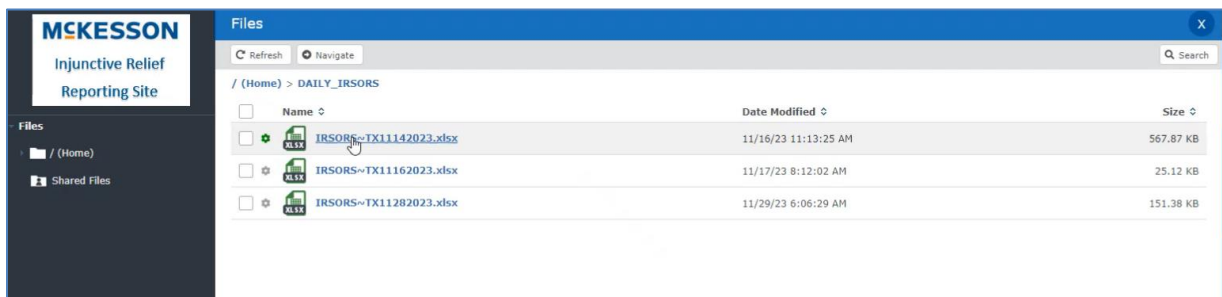 MCKESSON
Injunctive Relief
Reporting Site
Files
/ (Home)
Shared Files
Files
X
Refresh
Navigate
Search
/ (Home) > DAILY_IRSORS
Name
Date Modified
Size
XLSX
IRSORS~TX11142023.xlsx
11/16/23 11:13:25 AM
567.87 KB
XLSX
IRSORS~TX11162023.xlsx
11/17/23 8:12:02 AM
25.12 KB
XLSX
IRSORS~TX11282023.xlsx
11/29/23 6:06:29 AM
151.38 KB